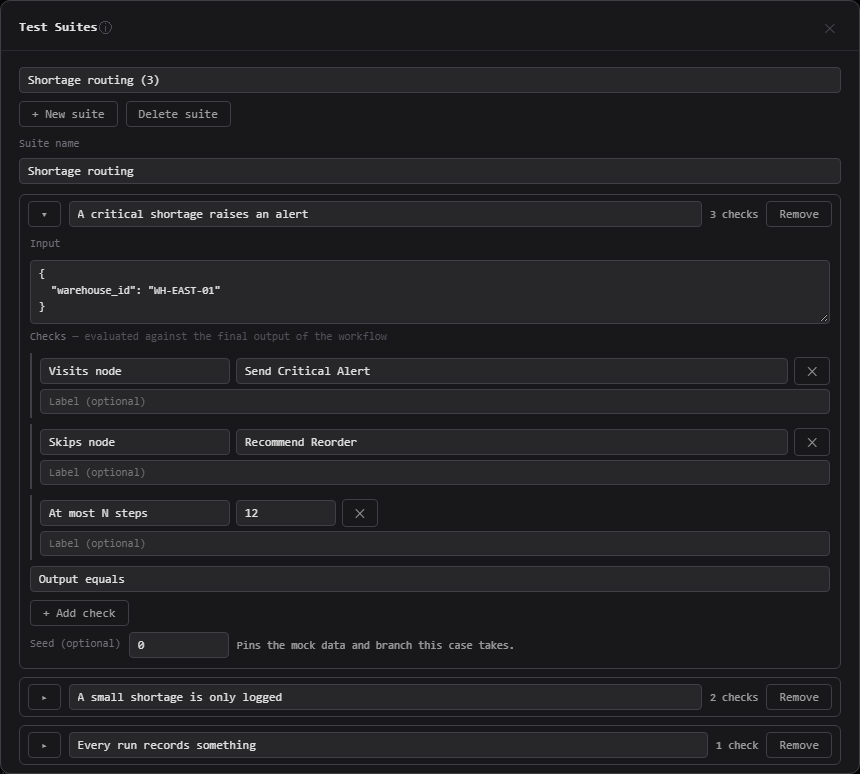 Test Suites
Shortage routing (3)
+ New suite
Delete suite
Suite name
Shortage routing
A critical shortage raises an alert
3 checks
Remove
Input
{
"warehouse_id": "WH-EAST-01"
}
Checks — evaluated against the final output of the workflow
Visits node
Send Critical Alert
Label (optional)
Skips node
Recommend Reorder
Label (optional)
At most N steps
12
Label (optional)
Output equals
+ Add check
Seed (optional)
0
Pins the mock data and branch this case takes.
A small shortage is only logged
2 checks
Remove
Every run records something
1 check
Remove